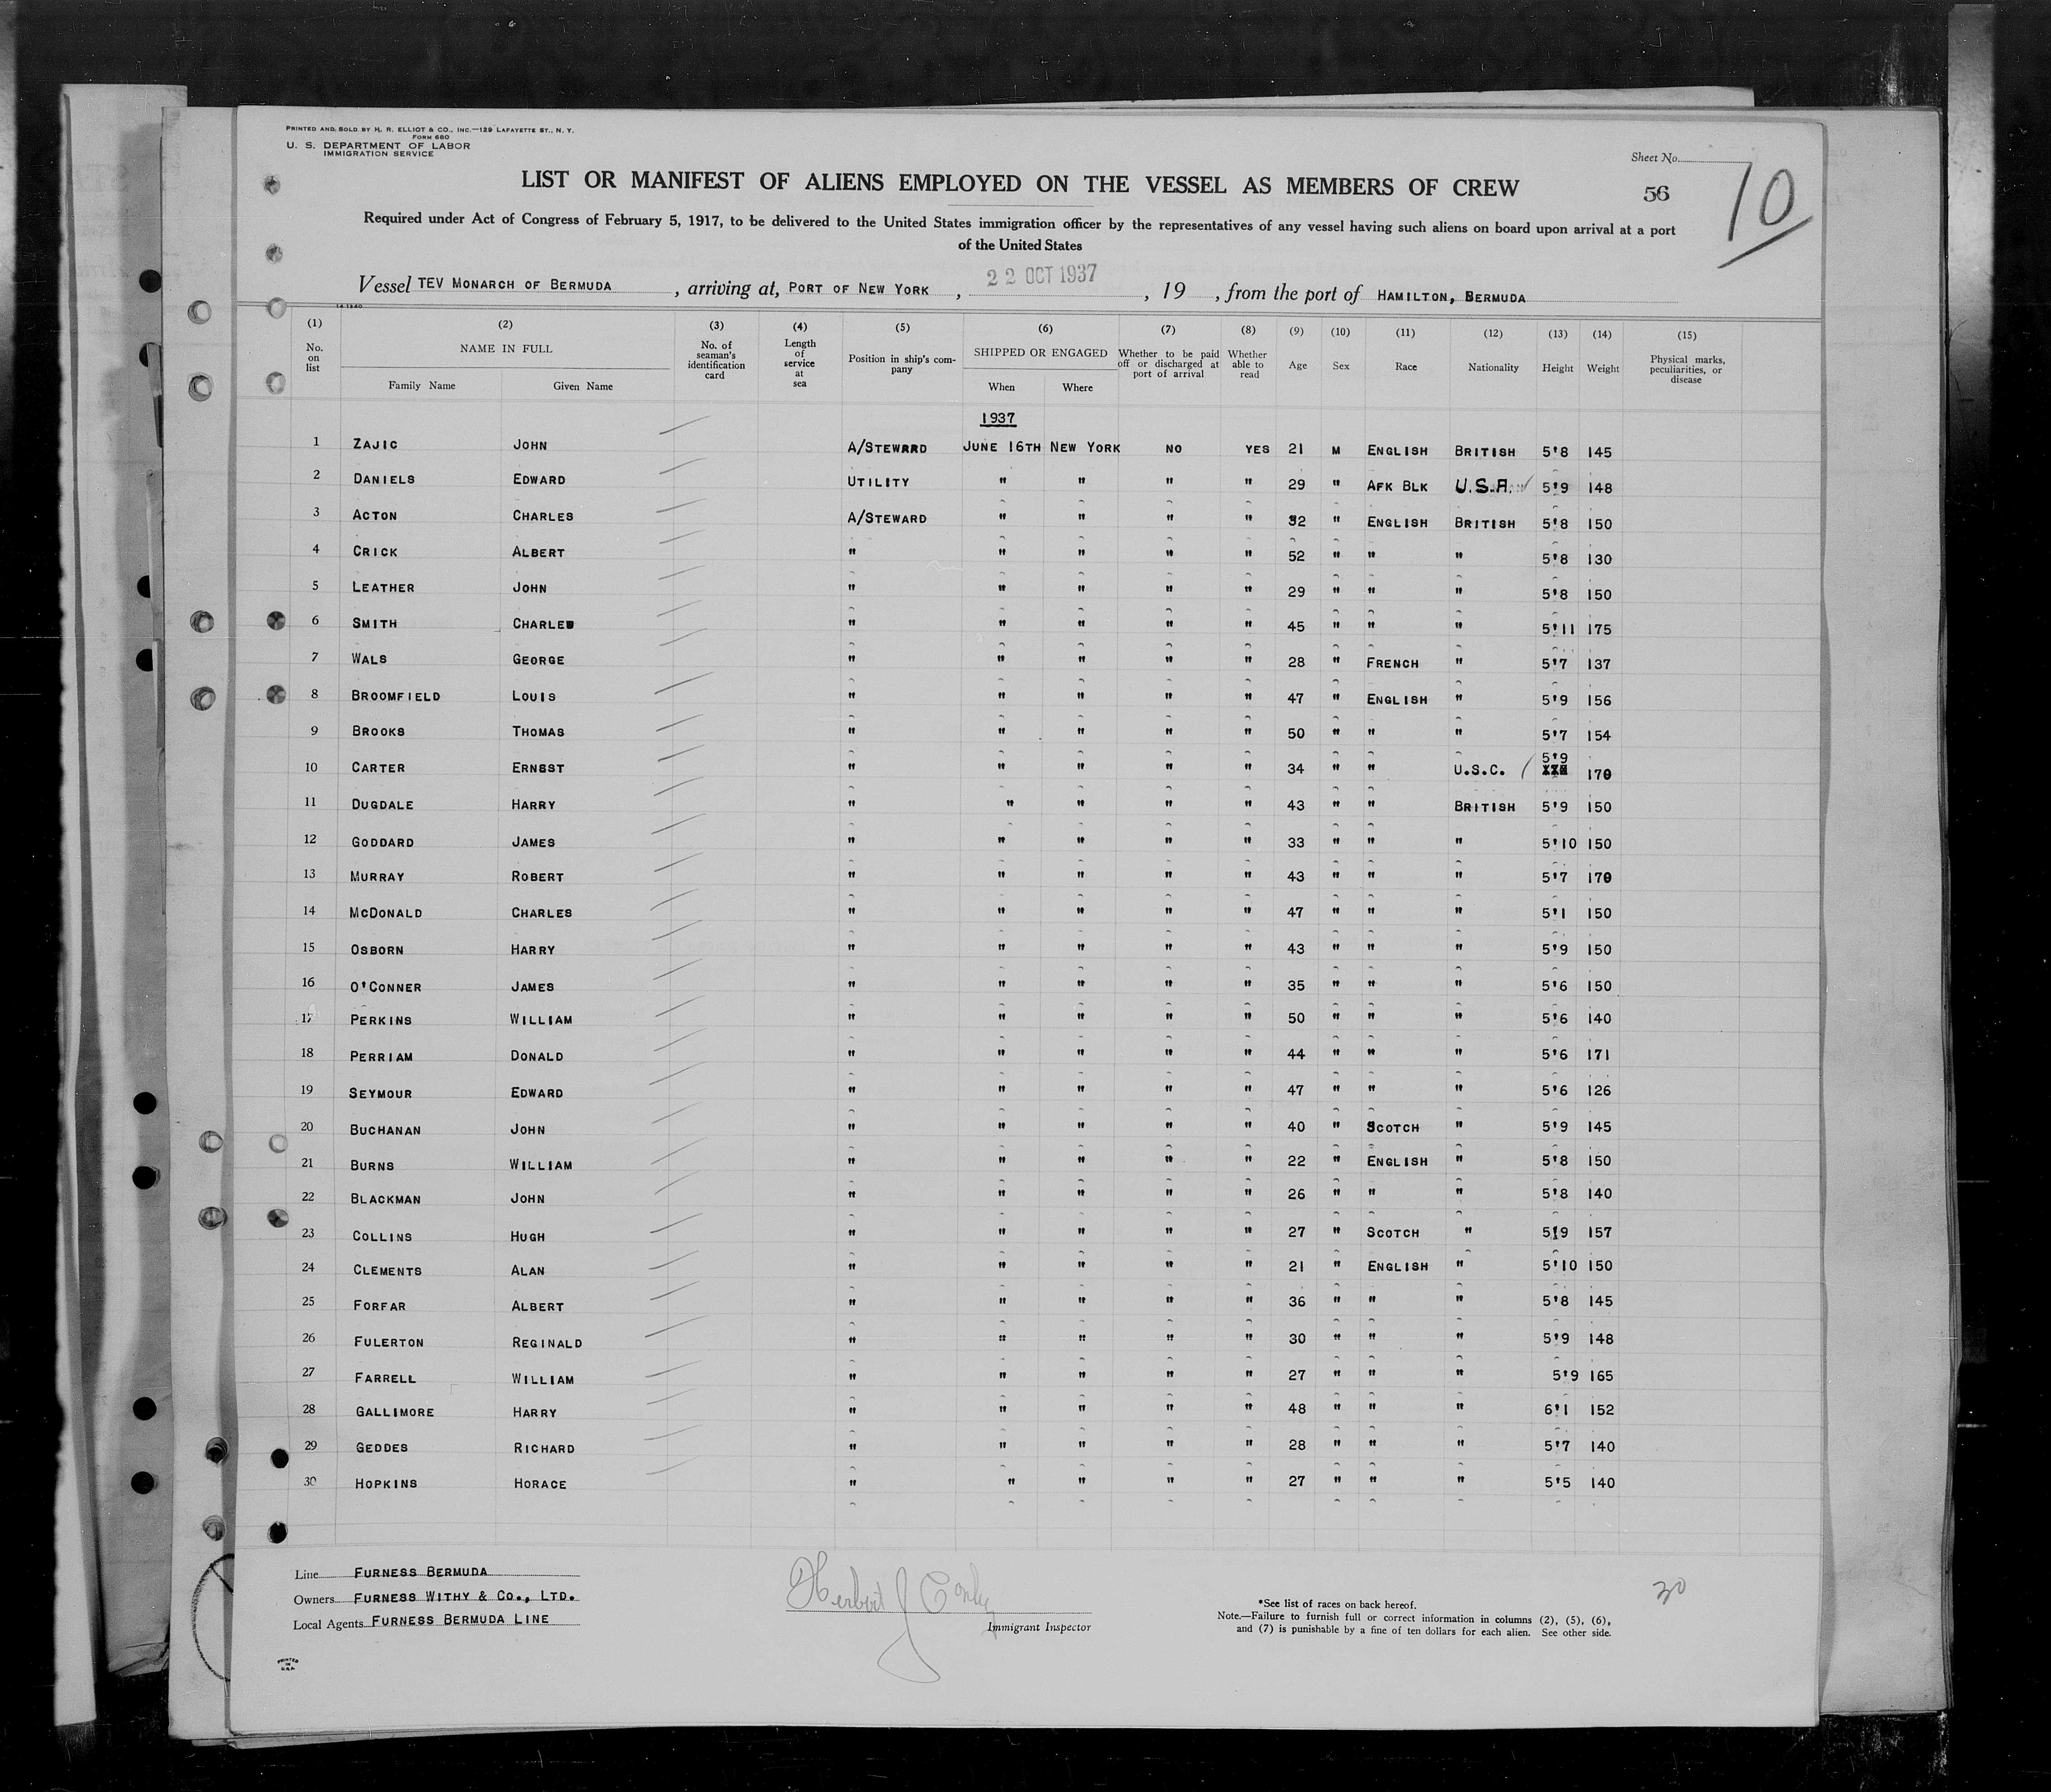 PRINTED AND SOLD BY H. R. ELLIOT & CO., INC.—129 LAFAYETTE ST., N. Y.
FORM 680
U. S. DEPARTMENT OF LABOR
IMMIGRATION SERVICE
Sheet No.
LIST OR MANIFEST OF ALIENS EMPLOYED ON THE VESSEL AS MEMBERS OF CREW
56
10
Required under Act of Congress of February 5, 1917, to be delivered to the United States immigration officer by the representatives of any vessel having such aliens on board upon arrival at a port
of the United States
Vessel TEV MONARCH OF BERMUDA , arriving at, PORT OF NEW YORK , 22 OCT 1937 , 19 , from the port of HAMILTON, BERMUDA
(1) (2) (3) (4) (5) (6) (7) (8) (9) (10) (11) (12) (13) (14) (15)
No. on list NAME IN FULL Family Name Given Name No. of seaman's identification card Length of service at sea Position in ship's company SHIPPED OR ENGAGED When Where Whether to be paid off or discharged at port of arrival Whether able to read Age Sex Race Nationality Height Weight Physical marks, peculiarities, or disease
1937
1 ZAJIC JOHN A/STEWARD JUNE 16TH NEW YORK NO YES 21 M ENGLISH BRITISH 5'8 145
2 DANIELS EDWARD UTILITY " " " " 29 " AFK BLK U.S.A. 5'9 148
3 ACTON CHARLES A/STEWARD " " " " 32 " ENGLISH BRITISH 5'8 150
4 CRICK ALBERT " " " " " 52 " " " 5'8 130
5 LEATHER JOHN " " " " " 29 " " " 5'8 150
6 SMITH CHARLES " " " " " 45 " " " 5'11 175
7 WALS GEORGE " " " " " 28 " FRENCH " 5'7 137
8 BROOMFIELD LOUIS " " " " " 47 " ENGLISH " 5'9 156
9 BROOKS THOMAS " " " " " 50 " " " 5'7 154
10 CARTER ERNEST " " " " " 34 " " U.S.C. 5'9 170
11 DUGDALE HARRY " " " " " 43 " " BRITISH 5'9 150
12 GODDARD JAMES " " " " " 33 " " " 5'10 150
13 MURRAY ROBERT " " " " " 43 " " " 5'7 170
14 MCDONALD CHARLES " " " " " 47 " " " 5'1 150
15 OSBORN HARRY " " " " " 43 " " " 5'9 150
16 O'CONNER JAMES " " " " " 35 " " " 5'6 150
17 PERKINS WILLIAM " " " " " 50 " " " 5'6 140
18 PERRIAM DONALD " " " " " 44 " " " 5'6 171
19 SEYMOUR EDWARD " " " " " 47 " " " 5'6 126
20 BUCHANAN JOHN " " " " " 40 " SCOTCH " 5'9 145
21 BURNS WILLIAM " " " " " 22 " ENGLISH " 5'8 150
22 BLACKMAN JOHN " " " " " 26 " " " 5'8 140
23 COLLINS HUGH " " " " " 27 " SCOTCH " 5'9 157
24 CLEMENTS ALAN " " " " " 21 " ENGLISH " 5'10 150
25 FORFAR ALBERT " " " " " 36 " " " 5'8 145
26 FULERTON REGINALD " " " " " 30 " " " 5'9 148
27 FARRELL WILLIAM " " " " " 27 " " " 5'9 165
28 GALLIMORE HARRY " " " " " 48 " " " 6'1 152
29 GEDDES RICHARD " " " " " 28 " " " 5'7 140
30 HOPKINS HORACE " " " " " 27 " " " 5'5 140
Line FURNESS BERMUDA
Owners FURNESS WITHY & CO., LTD.
Local Agents FURNESS BERMUDA LINE
Herbert J
Immigrant Inspector
*See list of races on back hereof.
Note.—Failure to furnish full or correct information in columns (2), (5), (6),
and (7) is punishable by a fine of ten dollars for each alien. See other side.
30
PRINTED
IN
U.S.A.